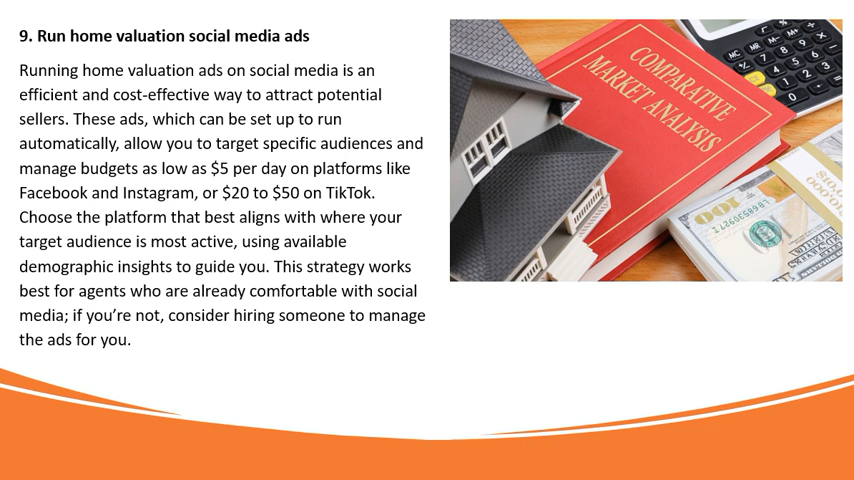 9. Run home valuation social media ads
Running home valuation ads on social media is an
efficient and cost-effective way to attract potential
sellers. These ads, which can be set up to run
automatically, allow you to target specific audiences and
manage budgets as low as $5 per day on platforms like
Facebook and Instagram, or $20 to $50 on TikTok.
Choose the platform that best aligns with where your
target audience is most active, using available
demographic insights to guide you. This strategy works
best for agents who are already comfortable with social
media; if you’re not, consider hiring someone to manage
the ads for you.
COMPARATIVE
MARKET ANALYSIS